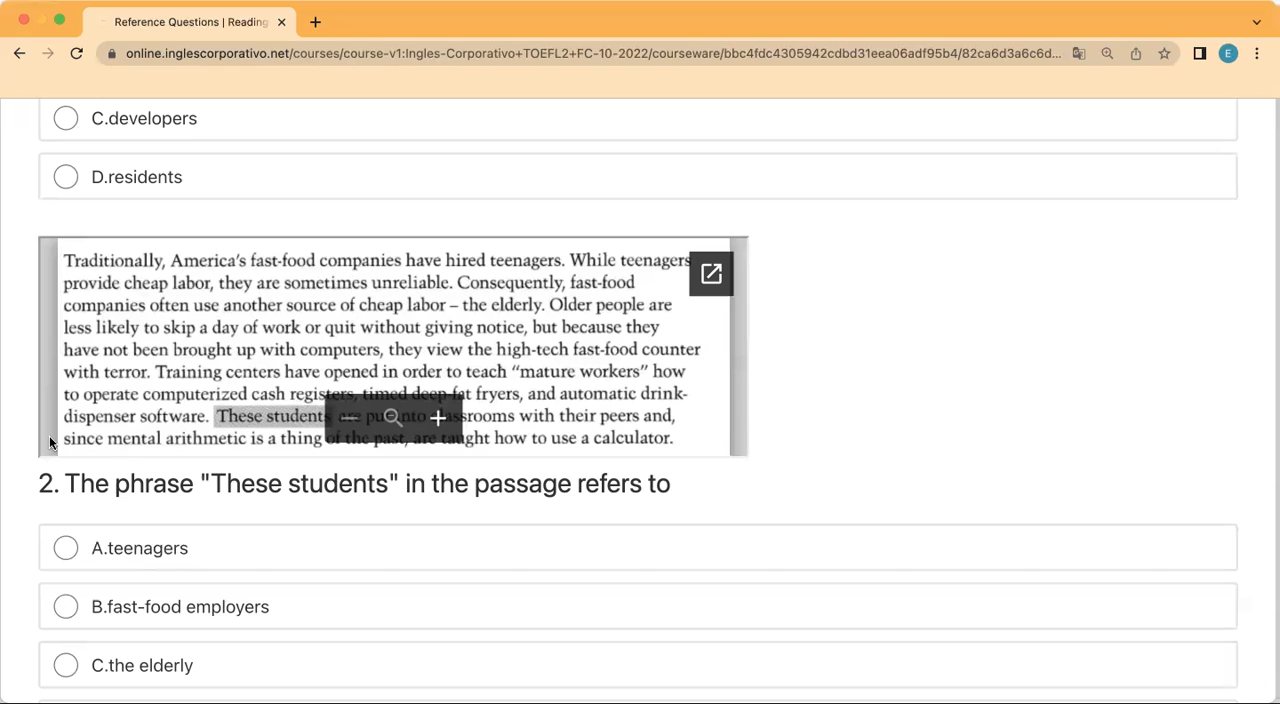 Reference Questions | Reading
online.inglescorporativo.net/courses/course-v1:Ingles-Corporativo+TOEFL2+FC-10-2022/courseware/bbc4fdc4305942cdbd31eea06adf95b4/82ca6d3a6c6d...
E
C.developers
D.residents
Traditionally, America's fast-food companies have hired teenagers. While teenagers
provide cheap labor, they are sometimes unreliable. Consequently, fast-food
companies often use another source of cheap labor – the elderly. Older people are
less likely to skip a day of work or quit without giving notice, but because they
have not been brought up with computers, they view the high-tech fast-food counter
with terror. Training centers have opened in order to teach “mature workers” how
to operate computerized cash registers, timed deep fat fryers, and automatic drink-
dispenser software. These students are put into classrooms with their peers and,
since mental arithmetic is a thing of the past, are taught how to use a calculator.
2. The phrase "These students" in the passage refers to
A.teenagers
B.fast-food employers
C.the elderly